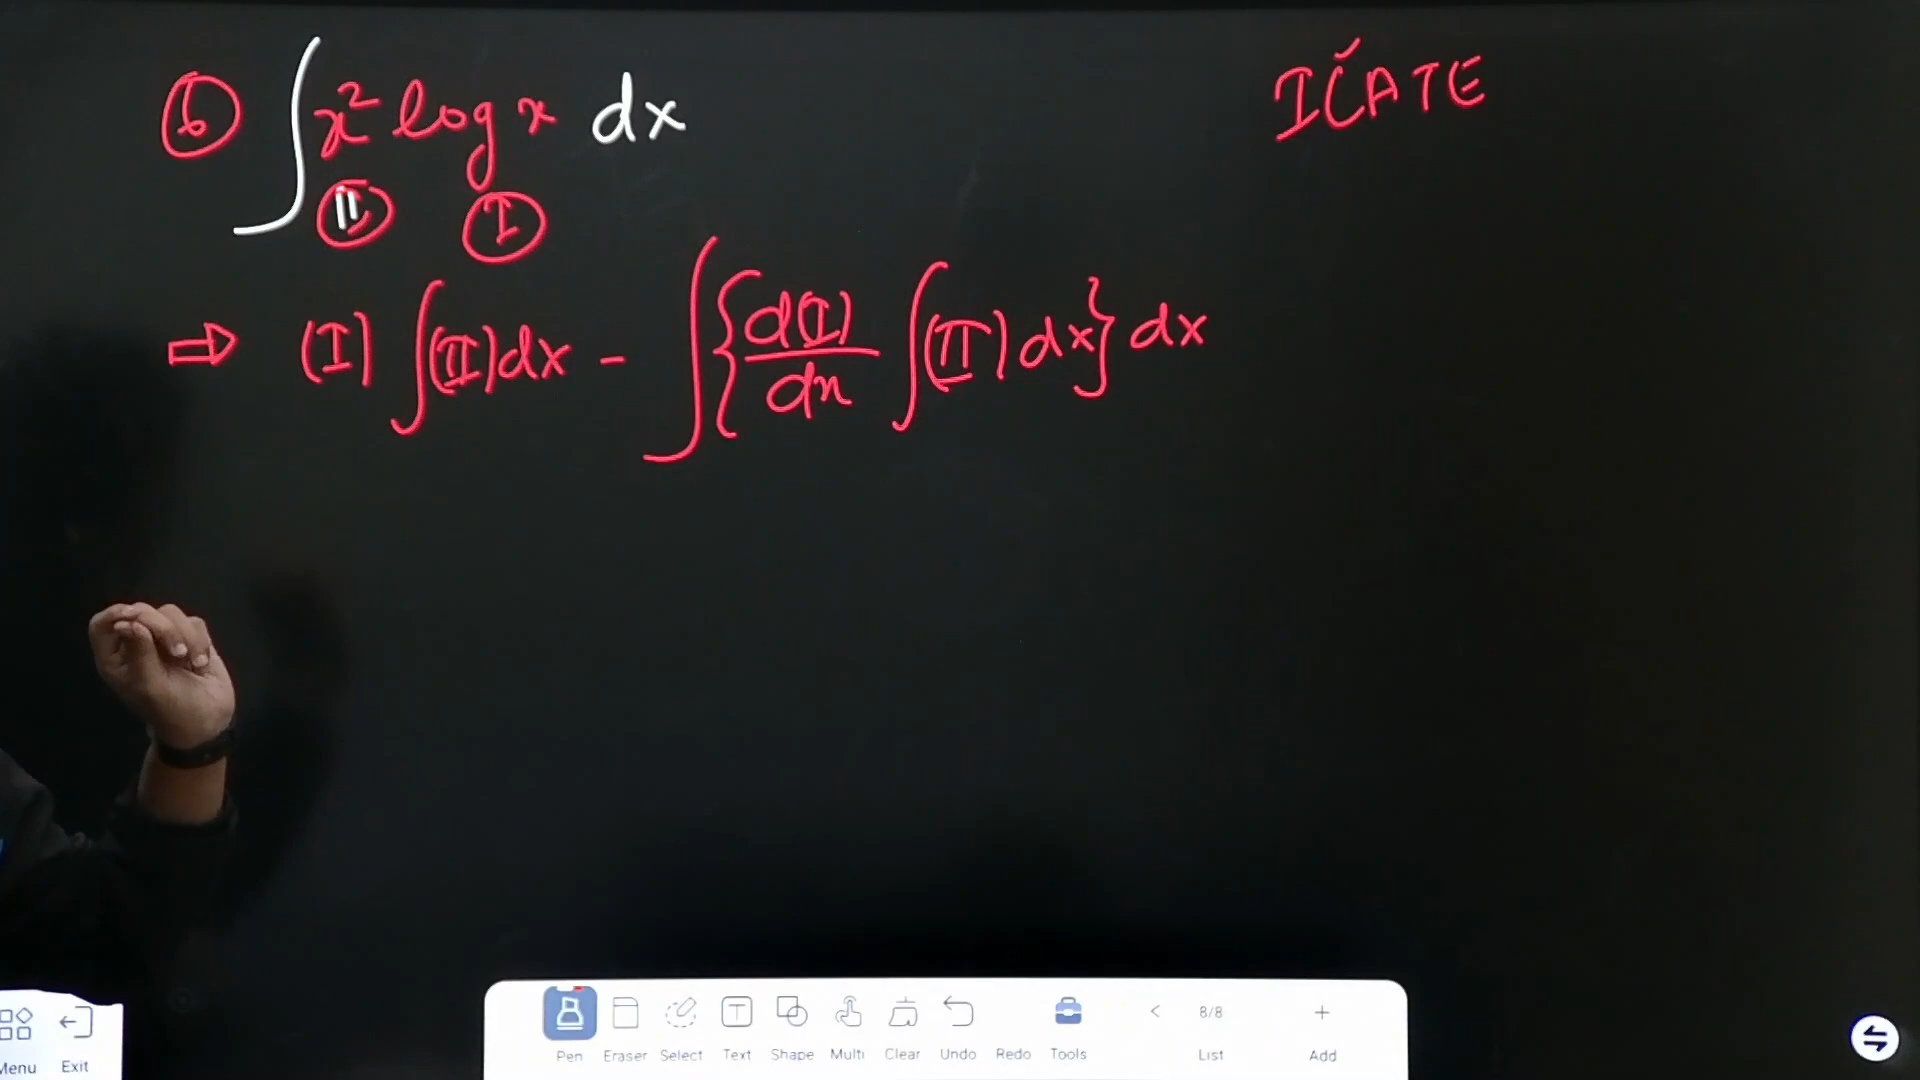 ⑥ ∫ x² log x dx
ILATE
Ⅱ Ⅰ
⇒ (I) ∫(II)dx - ∫{d(I)/dx ∫(II)dx}dx
Menu Exit
Pen Eraser Select Text Shape Multi Clear Undo Redo Tools < 8/8 List + Add